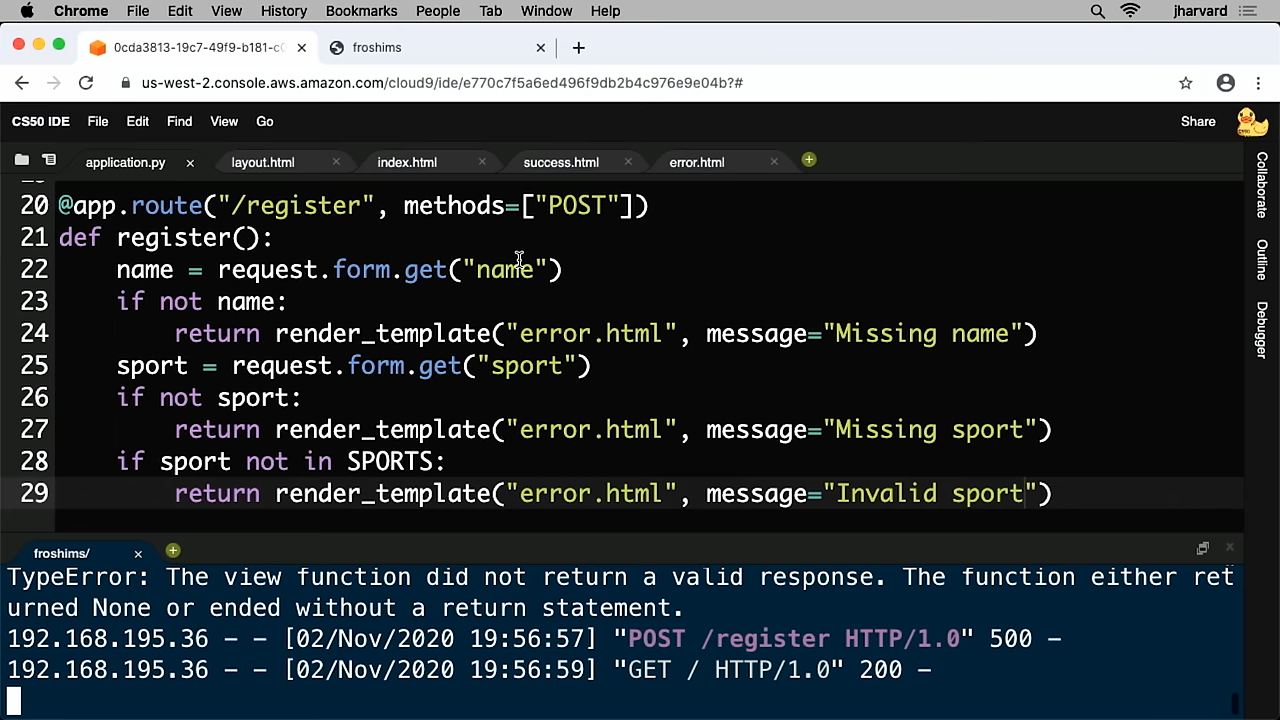 Chrome File Edit View History Bookmarks People Tab Window Help jharvard
0cda3813-19c7-49f9-b181-c froshims
us-west-2.console.aws.amazon.com/cloud9/ide/e770c7f5a6ed496f9db2b4c976e9e04b?#
CS50 IDE File Edit Find View Go Share
application.py layout.html index.html success.html error.html
20 @app.route("/register", methods=["POST"])
21 def register():
22 name = request.form.get("name")
23 if not name:
24 return render_template("error.html", message="Missing name")
25 sport = request.form.get("sport")
26 if not sport:
27 return render_template("error.html", message="Missing sport")
28 if sport not in SPORTS:
29 return render_template("error.html", message="Invalid sport")
Collaborate
Outline
Debugger
froshims/
TypeError: The view function did not return a valid response. The function either ret
urned None or ended without a return statement.
192.168.195.36 - - [02/Nov/2020 19:56:57] "POST /register HTTP/1.0" 500 -
192.168.195.36 - - [02/Nov/2020 19:56:59] "GET / HTTP/1.0" 200 -